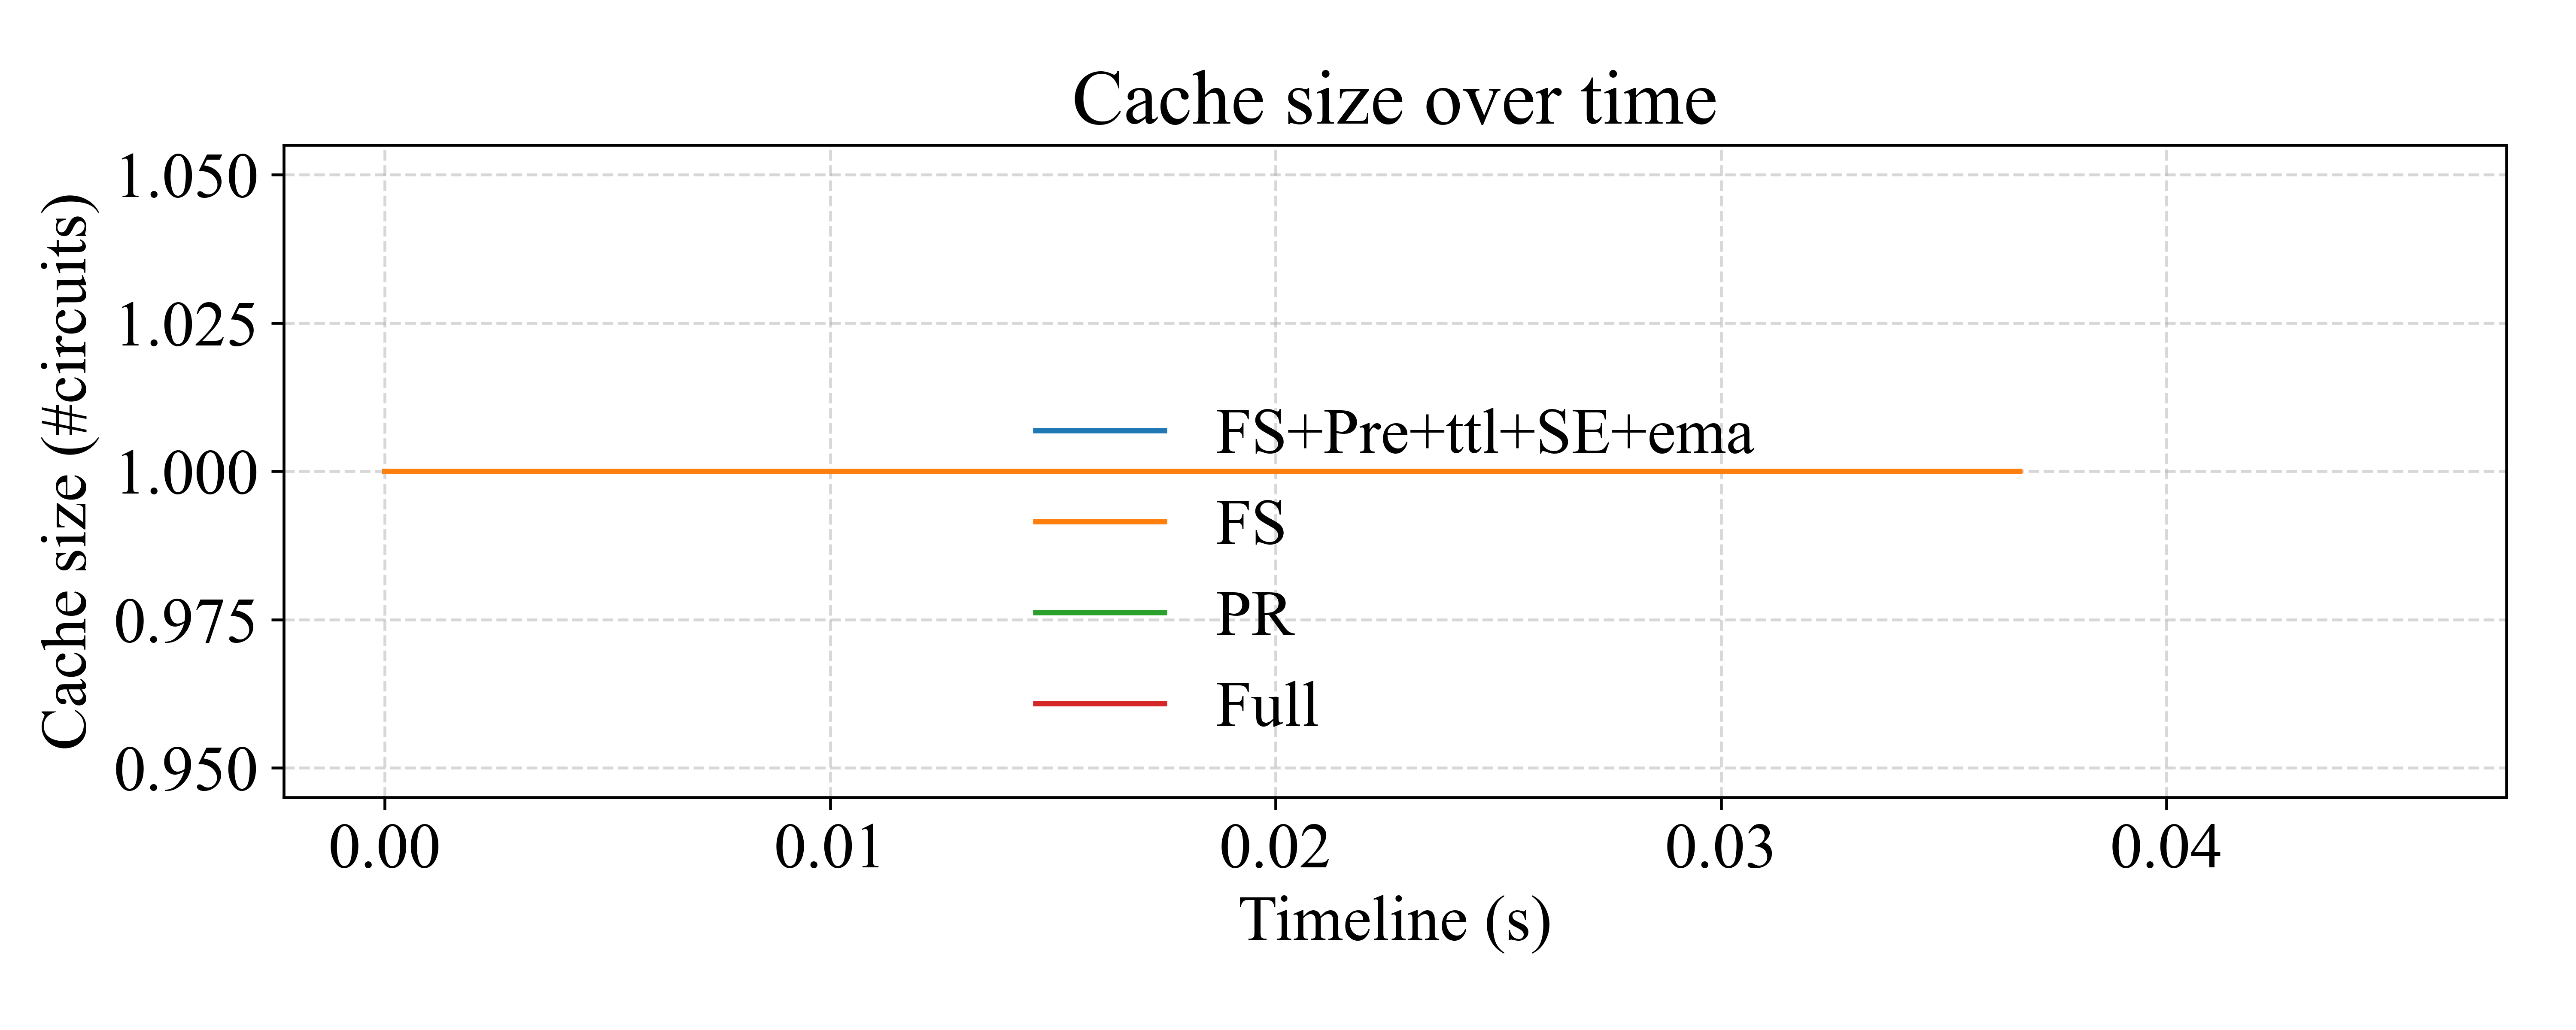 Cache size over time
Cache size (#circuits)
1.050
1.025
1.000
0.975
0.950
FS+Pre+ttl+SE+ema
FS
PR
Full
0.00 0.01 0.02 0.03 0.04
Timeline (s)